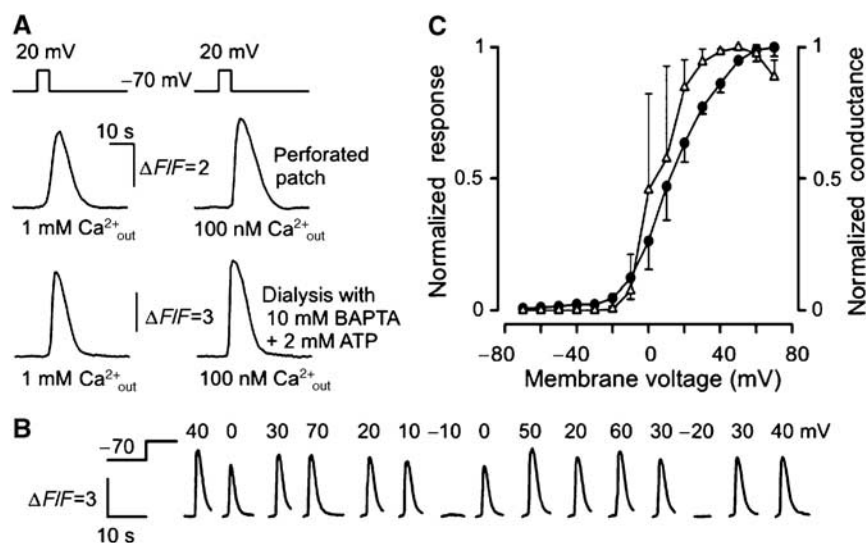 A
20 mV
20 mV
−70 mV
10 s
ΔF/F=2
Perforated
patch
1 mM Ca²⁺out
100 nM Ca²⁺out
ΔF/F=3
Dialysis with
10 mM BAPTA
+ 2 mM ATP
1 mM Ca²⁺out
100 nM Ca²⁺out
C
Normalized response
1
0.5
0
Normalized conductance
1
0.5
0
−80 −40 0 40 80
Membrane voltage (mV)
B
−70
40 0 30 70 20 10 −10 0 50 20 60 30 −20 30 40 mV
ΔF/F=3
10 s